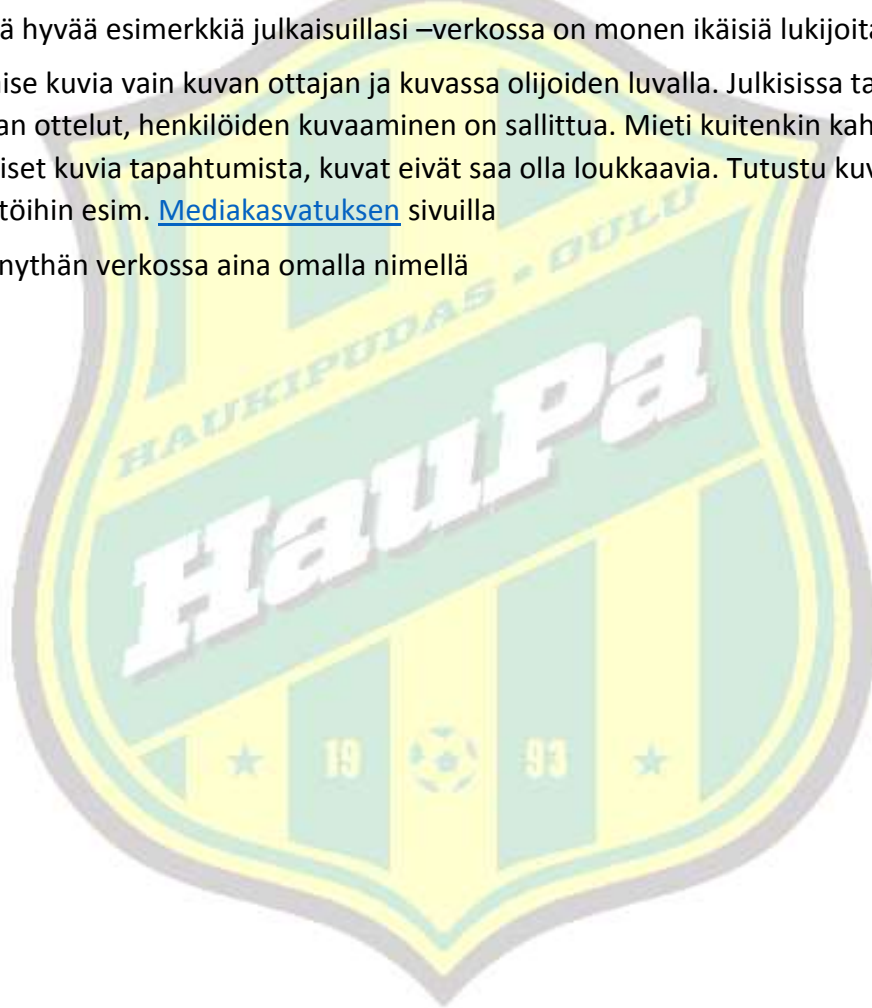 ä hyvää esimerkkiä julkaisuillasi –verkossa on monen ikäisiä lukijoita
ise kuvia vain kuvan ottajan ja kuvassa olijoiden luvalla. Julkisissa ta
an ottelut, henkilöiden kuvaaminen on sallittua. Mieti kuitenkin kah
iset kuvia tapahtumista, kuvat eivät saa olla loukkaavia. Tutustu kuv
töihin esim. Mediakasvatuksen sivuilla
nythän verkossa aina omalla nimellä
HAUKIPUDAS - OULU
HauPa
19 93